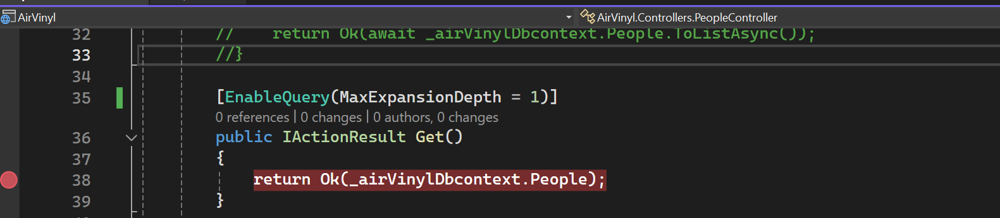 AirVinyl AirVinyl.Controllers.PeopleController
32 // return Ok(await _airVinylDbcontext.People.ToListAsync());
33 //}
34
35 [EnableQuery(MaxExpansionDepth = 1)]
0 references | 0 changes | 0 authors, 0 changes
36 public IActionResult Get()
37 {
38 return Ok(_airVinylDbcontext.People);
39 }